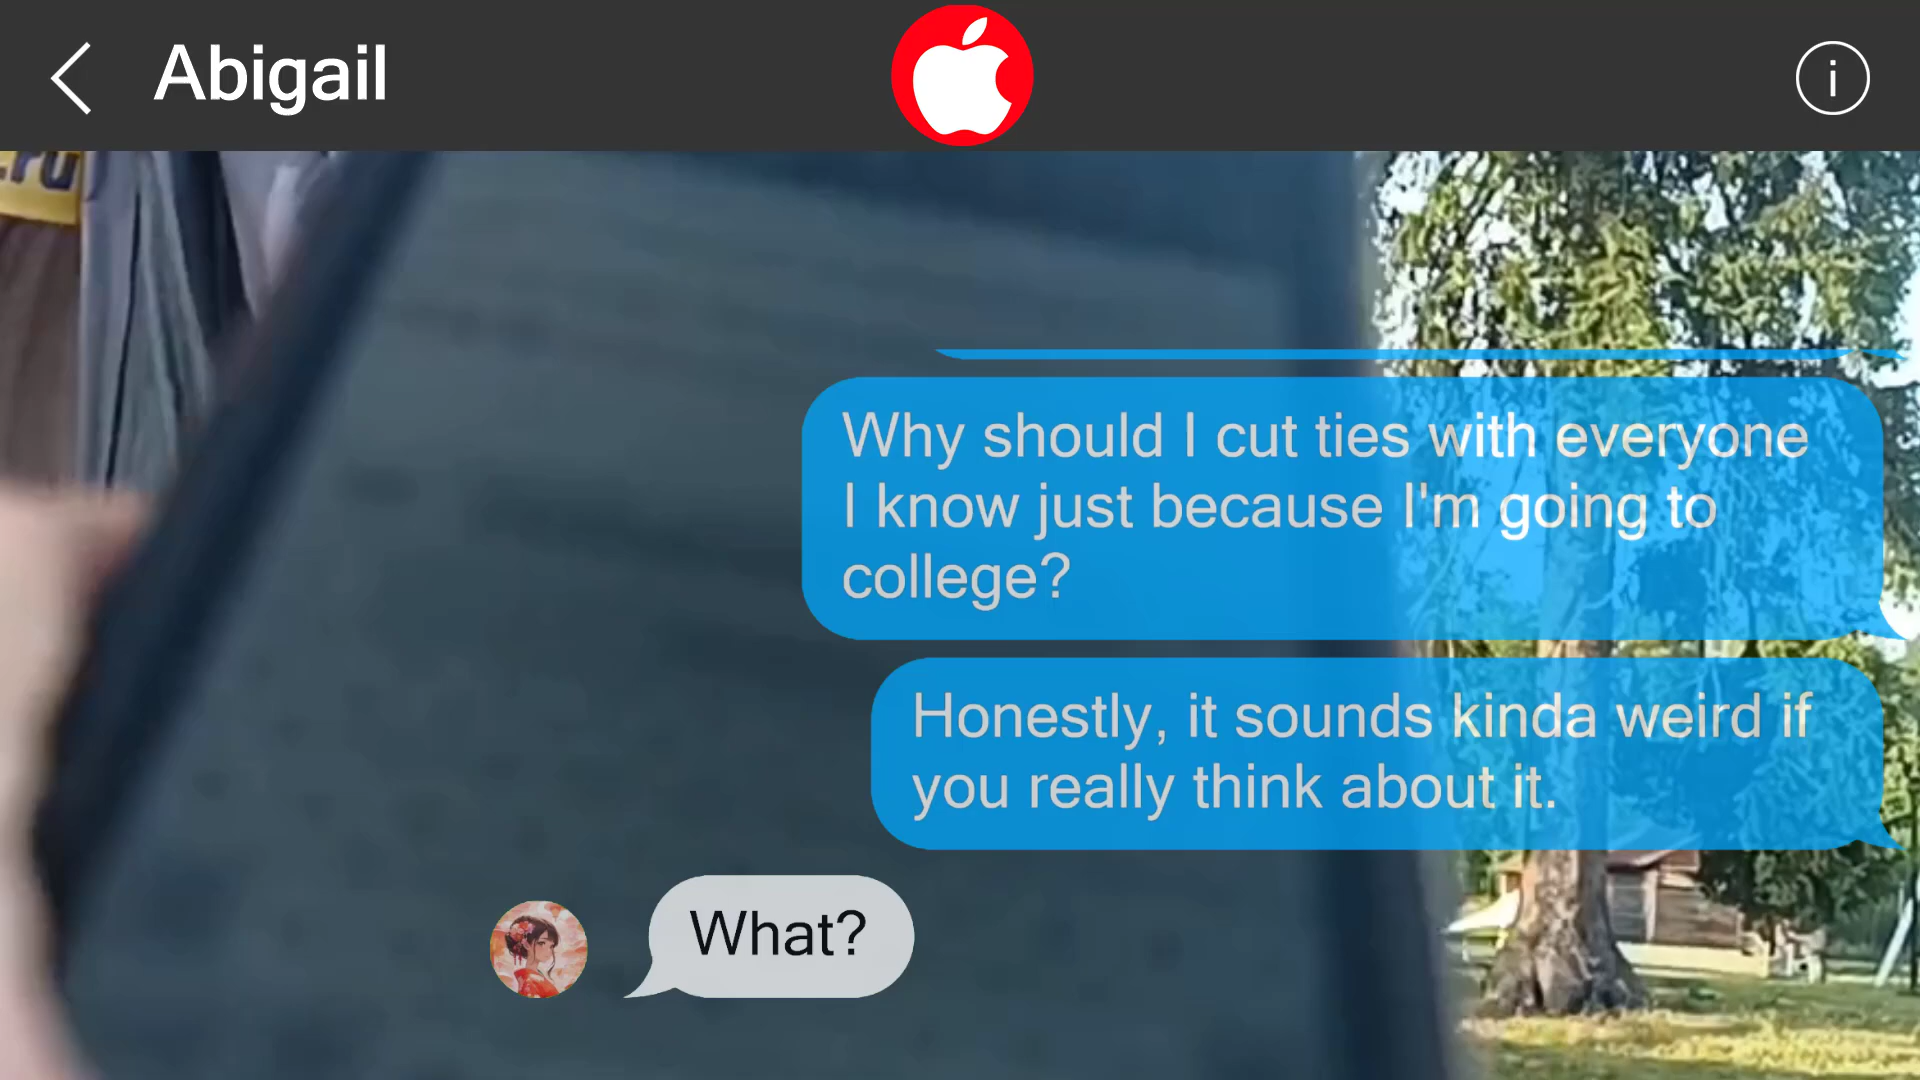 Abigail
i
Why should I cut ties with everyone
I know just because I'm going to
college?
Honestly, it sounds kinda weird if
you really think about it.
What?